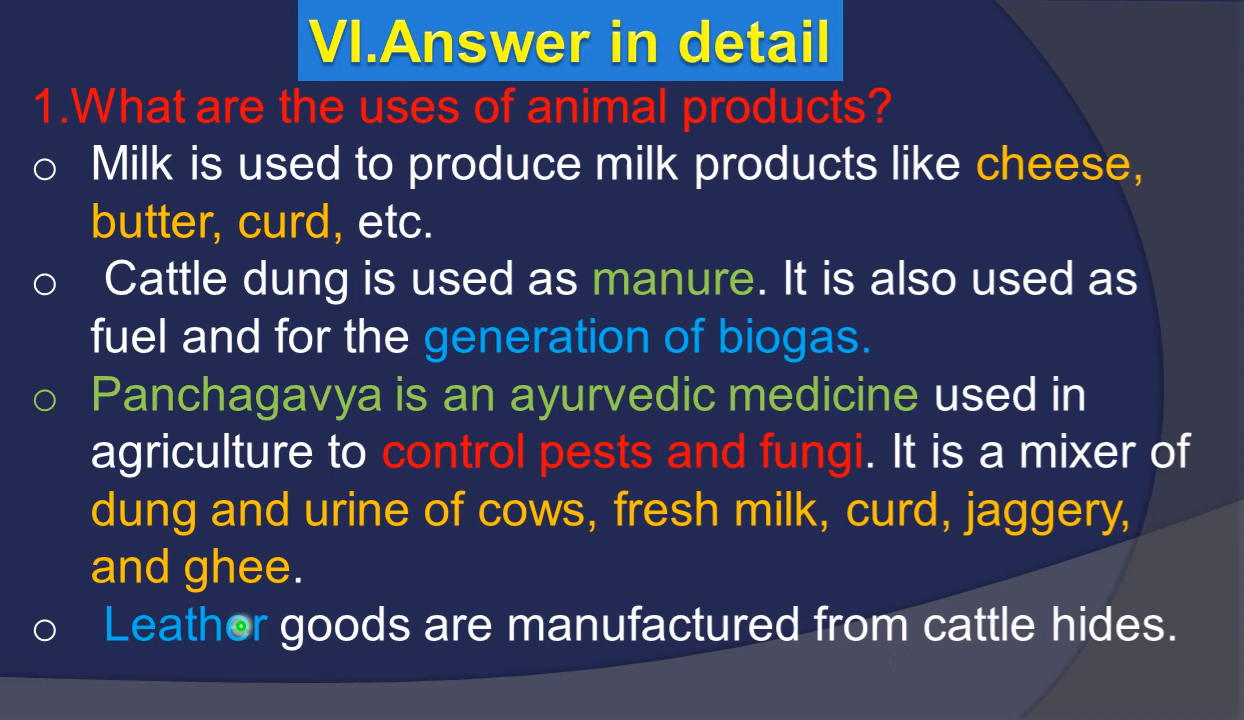 VI.Answer in detail
1.What are the uses of animal products?
o Milk is used to produce milk products like cheese,
butter, curd, etc.
o Cattle dung is used as manure. It is also used as
fuel and for the generation of biogas.
o Panchagavya is an ayurvedic medicine used in
agriculture to control pests and fungi. It is a mixer of
dung and urine of cows, fresh milk, curd, jaggery,
and ghee.
o Leather goods are manufactured from cattle hides.